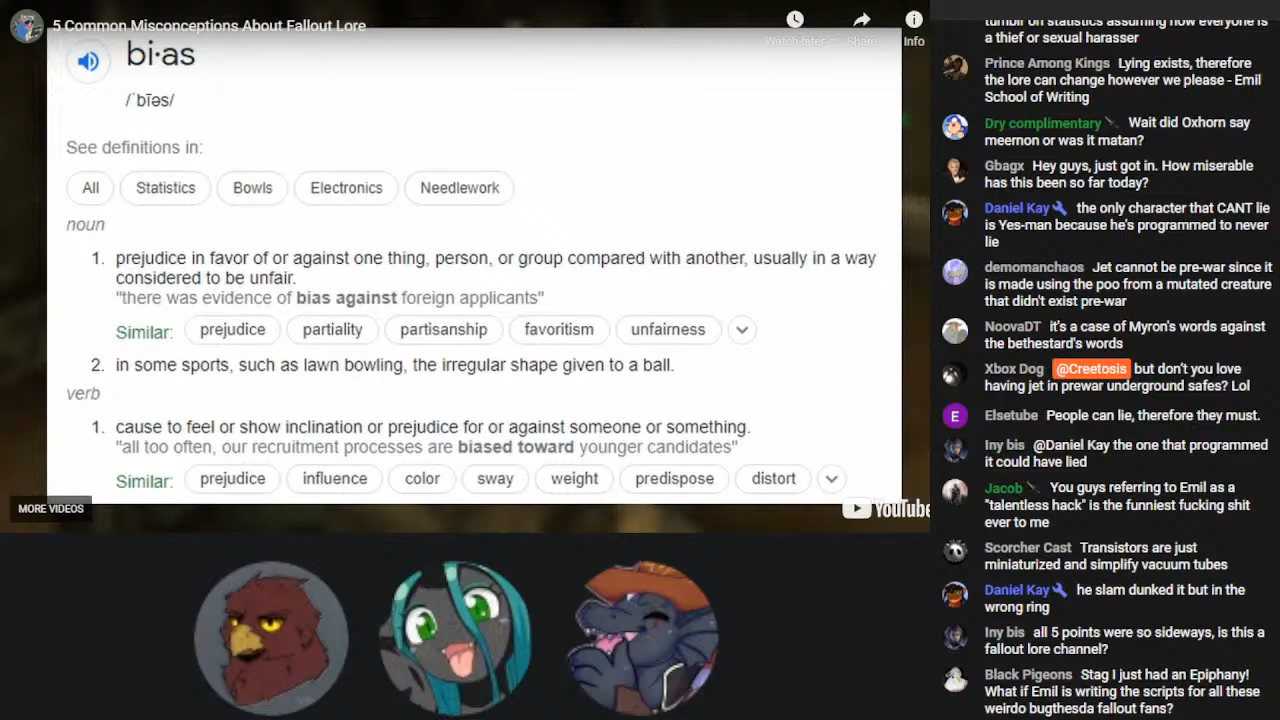 5 Common Misconceptions About Fallout Lore
Watch later
Share
Info
bi·as
/ˈbīəs/
See definitions in:
All
Statistics
Bowls
Electronics
Needlework
noun
1. prejudice in favor of or against one thing, person, or group compared with another, usually in a way
considered to be unfair.
"there was evidence of bias against foreign applicants"
Similar: prejudice partiality partisanship favoritism unfairness
2. in some sports, such as lawn bowling, the irregular shape given to a ball.
verb
1. cause to feel or show inclination or prejudice for or against someone or something.
"all too often, our recruitment processes are biased toward younger candidates"
Similar: prejudice influence color sway weight predispose distort
MORE VIDEOS
YouTube
tumblr on statistics assuming how everyone is
a thief or sexual harasser
Prince Among Kings Lying exists, therefore
the lore can change however we please - Emil
School of Writing
Dry complimentary Wait did Oxhorn say
meernon or was it matan?
Gbagx Hey guys, just got in. How miserable
has this been so far today?
Daniel Kay the only character that CANT lie
is Yes-man because he's programmed to never
lie
demomanchaos Jet cannot be pre-war since it
is made using the poo from a mutated creature
that didn't exist pre-war
NoovaDT it's a case of Myron's words against
the bethestard's words
Xbox Dog @Creetosis but don't you love
having jet in prewar underground safes? Lol
E
Elsetube People can lie, therefore they must.
Iny bis @Daniel Kay the one that programmed
it could have lied
Jacob You guys referring to Emil as a
"talentless hack" is the funniest fucking shit
ever to me
Scorcher Cast Transistors are just
miniaturized and simplify vacuum tubes
Daniel Kay he slam dunked it but in the
wrong ring
Iny bis all 5 points were so sideways, is this a
fallout lore channel?
Black Pigeons Stag I just had an Epiphany!
What if Emil is writing the scripts for all these
weirdo bugthesda fallout fans?